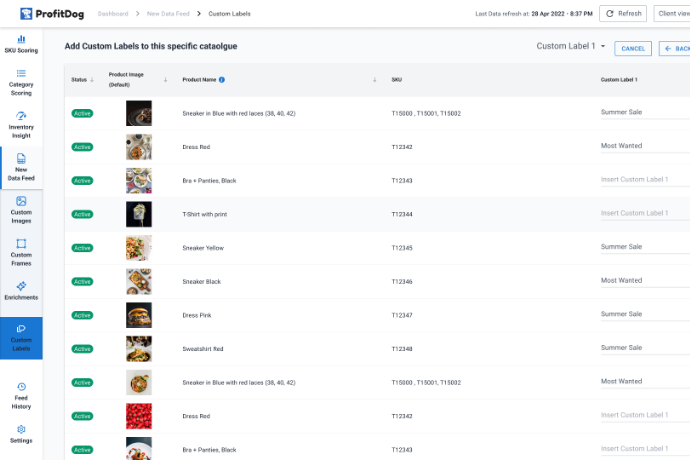 ProfitDog
Dashboard > New Data Feed > Custom Labels
Last Data refresh at: 28 Apr 2022 - 8:37 PM
Refresh
Client view
SKU Scoring
Category
Scoring
Inventory
Insight
New
Data Feed
Custom
Images
Custom
Frames
Enrichments
Custom
Labels
Feed
History
Settings
Add Custom Labels to this specific cataolgue
Custom Label 1
CANCEL
BACK
Status ↓ Product Image (Default) ↓ Product Name ↓ SKU Custom Label 1
Active Sneaker in Blue with red laces (38, 40, 42) T15000 , T15001, T15002 Summer Sale
Active Dress Red T12342 Most Wanted
Active Bra + Panties, Black T12343 Insert Custom Label 1
Active T-Shirt with print T12344 Insert Custom Label 1
Active Sneaker Yellow T12345 Summer Sale
Active Sneaker Black T12346 Most Wanted
Active Dress Pink T12347 Summer Sale
Active Sweatshirt Red T12348 Summer Sale
Active Sneaker in Blue with red laces (38, 40, 42) T15000 , T15001, T15002 Most Wanted
Active Dress Red T12342 Insert Custom Label 1
Active Bra + Panties, Black T12343 Insert Custom Label 1